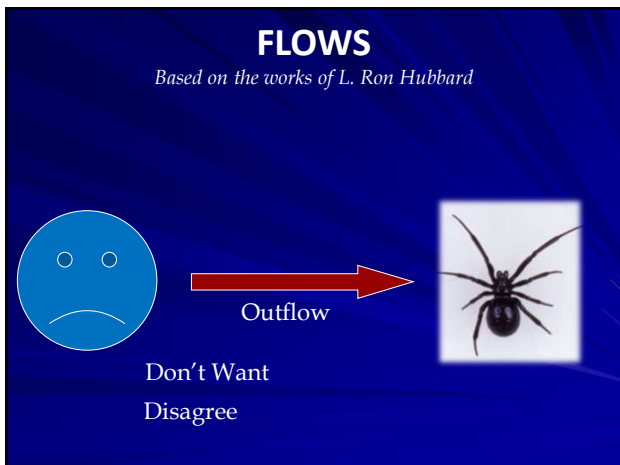 FLOWS
Based on the works of L. Ron Hubbard
Outflow
Don’t Want
Disagree